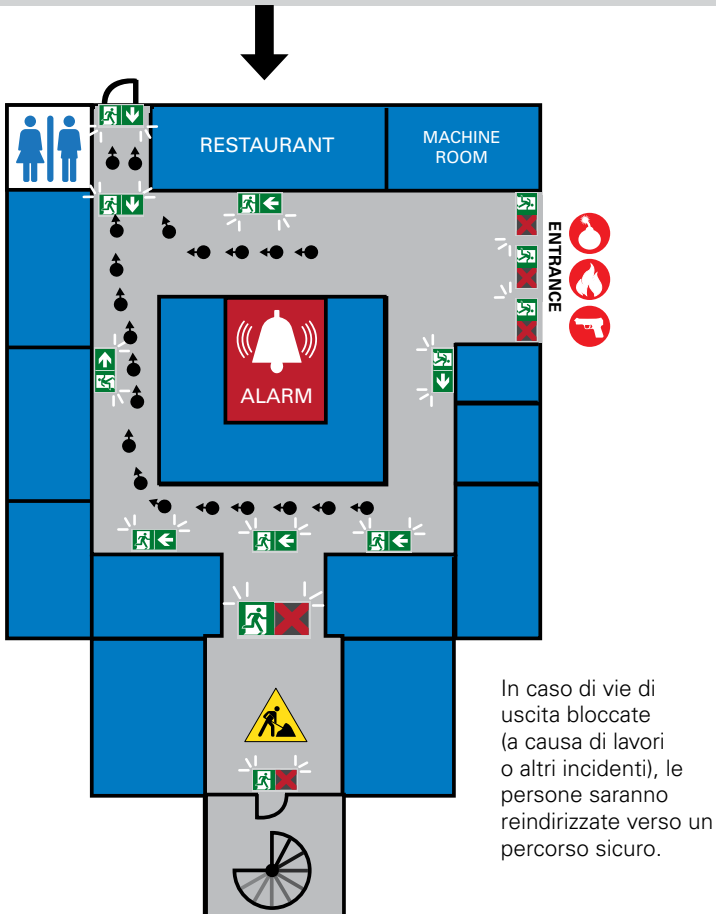 RESTAURANT
MACHINE
ROOM
ENTRANCE
ALARM
In caso di vie di
uscita bloccate
(a causa di lavori
o altri incidenti), le
persone saranno
reindirizzate verso un
percorso sicuro.